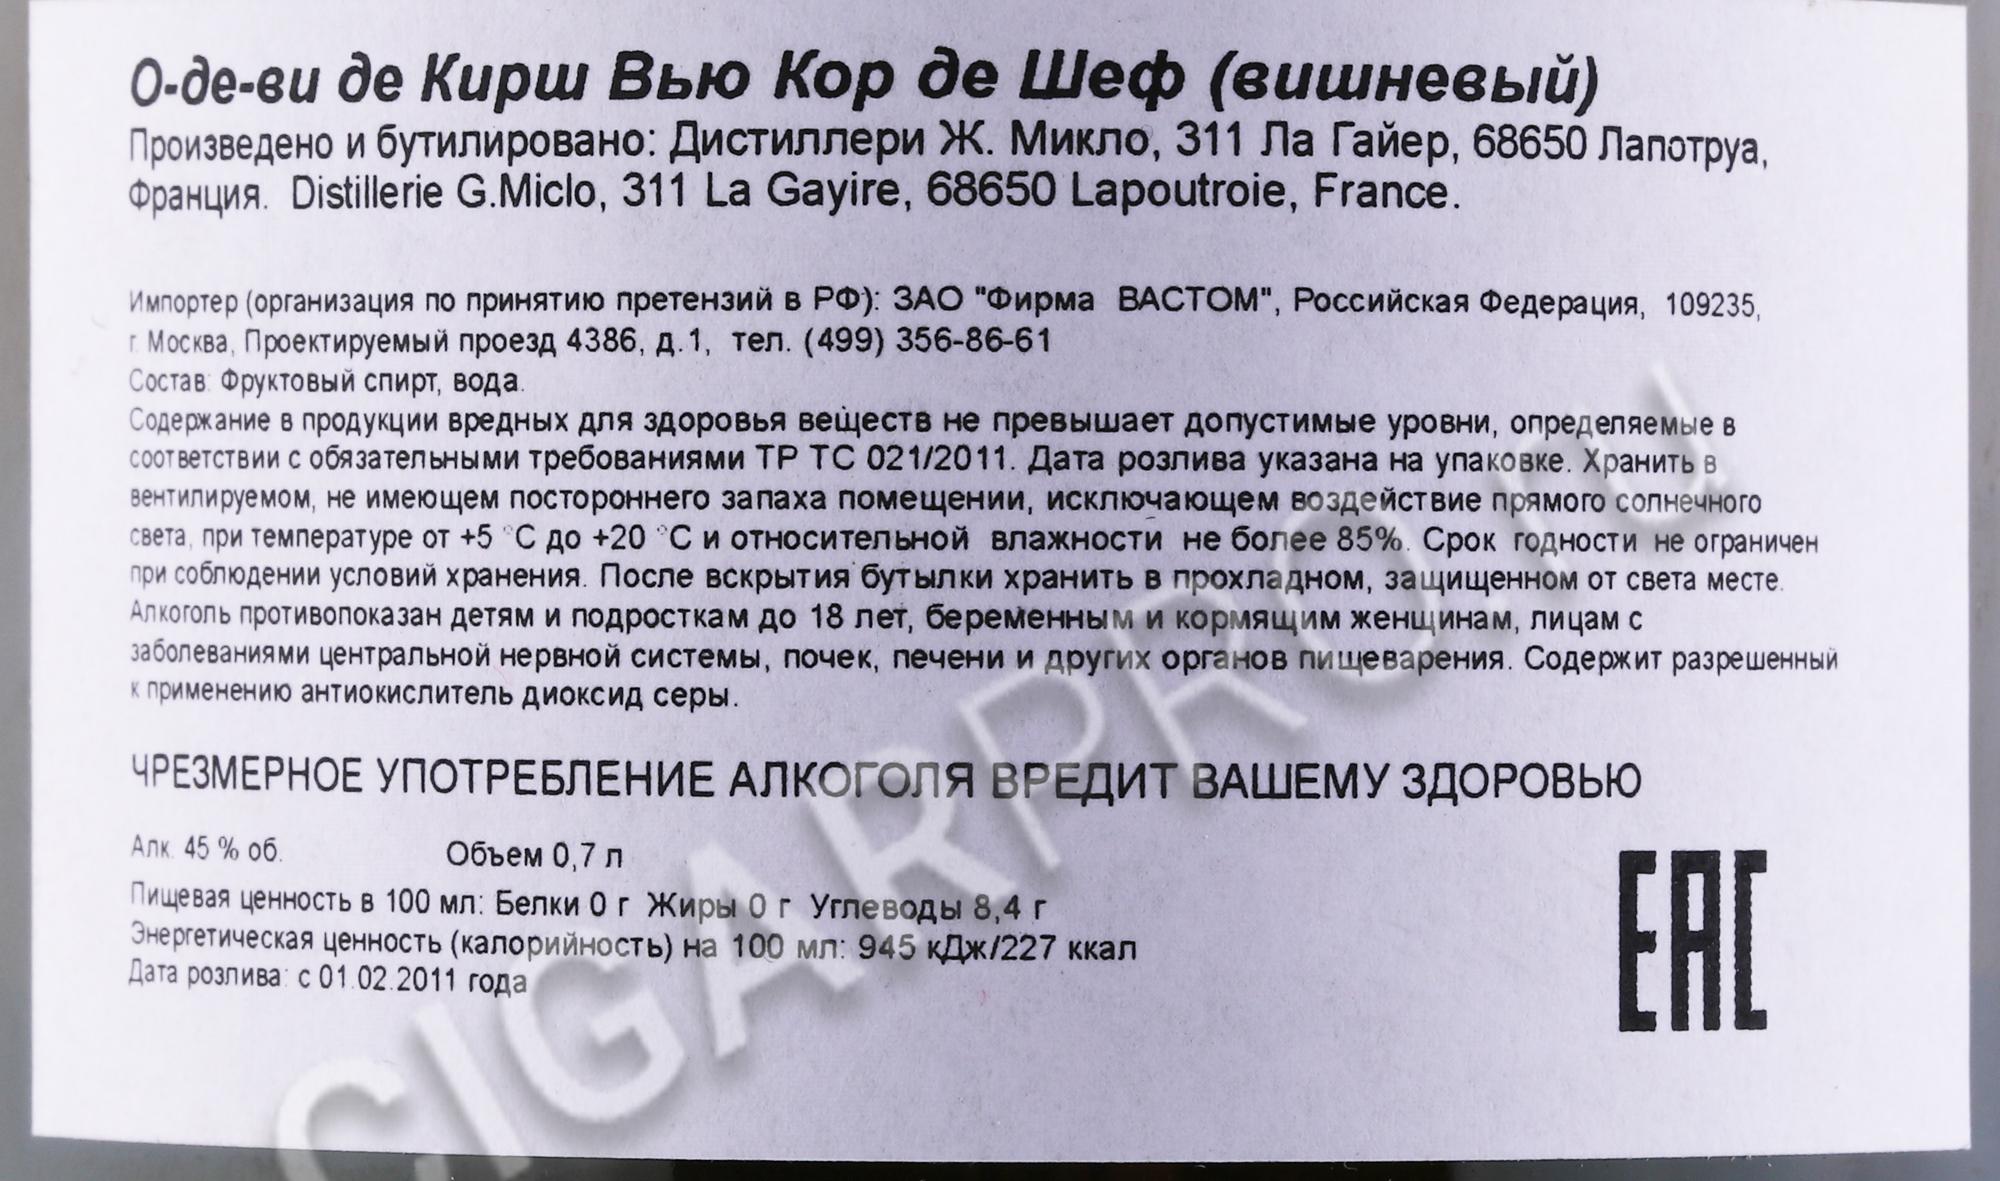 О-де-ви де Кирш Вью Кор де Шеф (вишневый)
Произведено и бутилировано: Дистиллери Ж. Микло, 311 Ла Гайер, 68650 Лапотруа,
Франция. Distillerie G.Miclo, 311 La Gayire, 68650 Lapoutroie, France.
Импортер (организация по принятию претензий в РФ): ЗАО "Фирма ВАСТОМ", Российская Федерация, 109235,
г. Москва, Проектируемый проезд 4386, д.1, тел. (499) 356-86-61
Состав: Фруктовый спирт, вода.
Содержание в продукции вредных для здоровья веществ не превышает допустимые уровни, определяемые в
соответствии с обязательными требованиями ТР ТС 021/2011. Дата розлива указана на упаковке. Хранить в
вентилируемом, не имеющем постороннего запаха помещении, исключающем воздействие прямого солнечного
света, при температуре от +5 °С до +20 °С и относительной влажности не более 85%. Срок годности не ограничен
при соблюдении условий хранения. После вскрытия бутылки хранить в прохладном, защищенном от света месте.
Алкоголь противопоказан детям и подросткам до 18 лет, беременным и кормящим женщинам, лицам с
заболеваниями центральной нервной системы, почек, печени и других органов пищеварения. Содержит разрешенный
к применению антиокислитель диоксид серы.
ЧРЕЗМЕРНОЕ УПОТРЕБЛЕНИЕ АЛКОГОЛЯ ВРЕДИТ ВАШЕМУ ЗДОРОВЬЮ
Алк. 45 % об. Объем 0,7 л
Пищевая ценность в 100 мл: Белки 0 г Жиры 0 г Углеводы 8,4 г
Энергетическая ценность (калорийность) на 100 мл: 945 кДж/227 ккал
Дата розлива: с 01.02.2011 года
EAC
CIGARPRO.ru